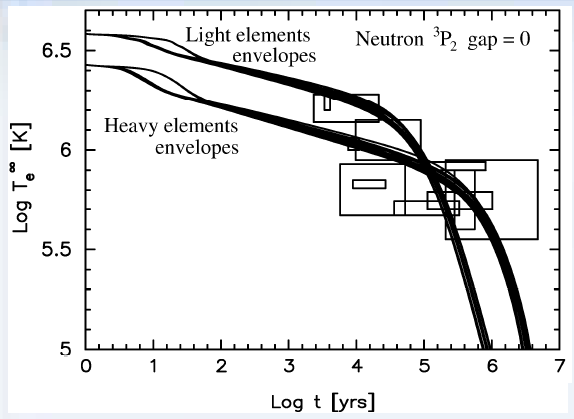 Light elements
envelopes
Neutron ³P₂ gap = 0
Heavy elements
envelopes
Log Tₑ^∞ [K]
6.5
6
5.5
5
0 1 2 3 4 5 6 7
Log t [yrs]